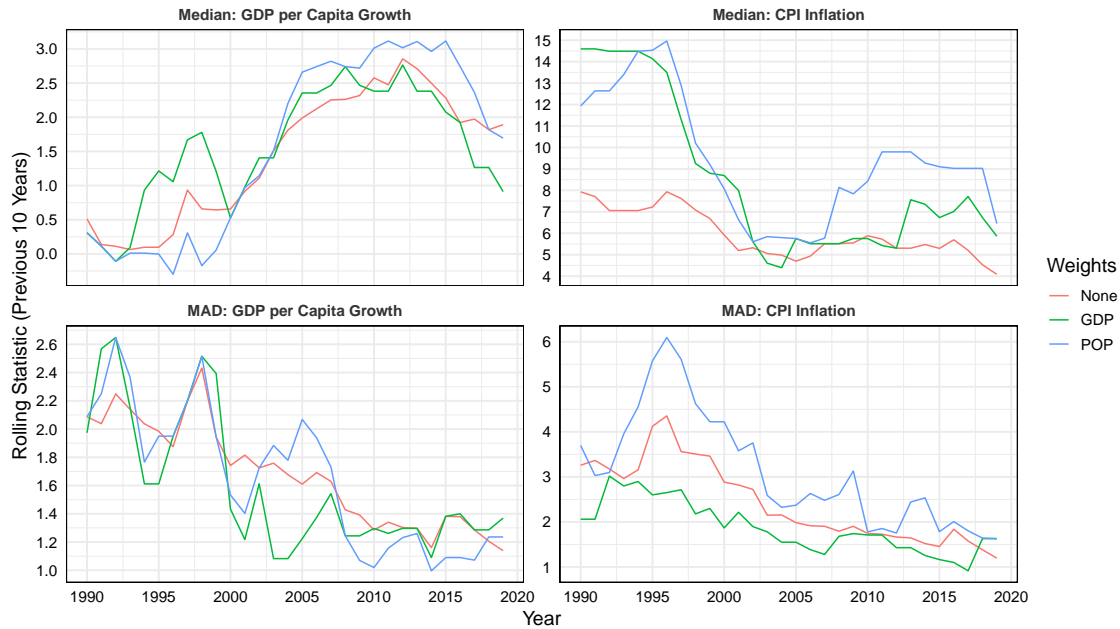 Median: GDP per Capita Growth
Median: CPI Inflation
3.0
2.5
2.0
1.5
1.0
0.5
0.0
15
14
13
12
11
10
9
8
7
6
5
4
MAD: GDP per Capita Growth
MAD: CPI Inflation
2.6
2.4
2.2
2.0
1.8
1.6
1.4
1.2
1.0
6
5
4
3
2
1
1990 1995 2000 2005 2010 2015 2020
1990 1995 2000 2005 2010 2015 2020
Year
Rolling Statistic (Previous 10 Years)
Weights
None
GDP
POP